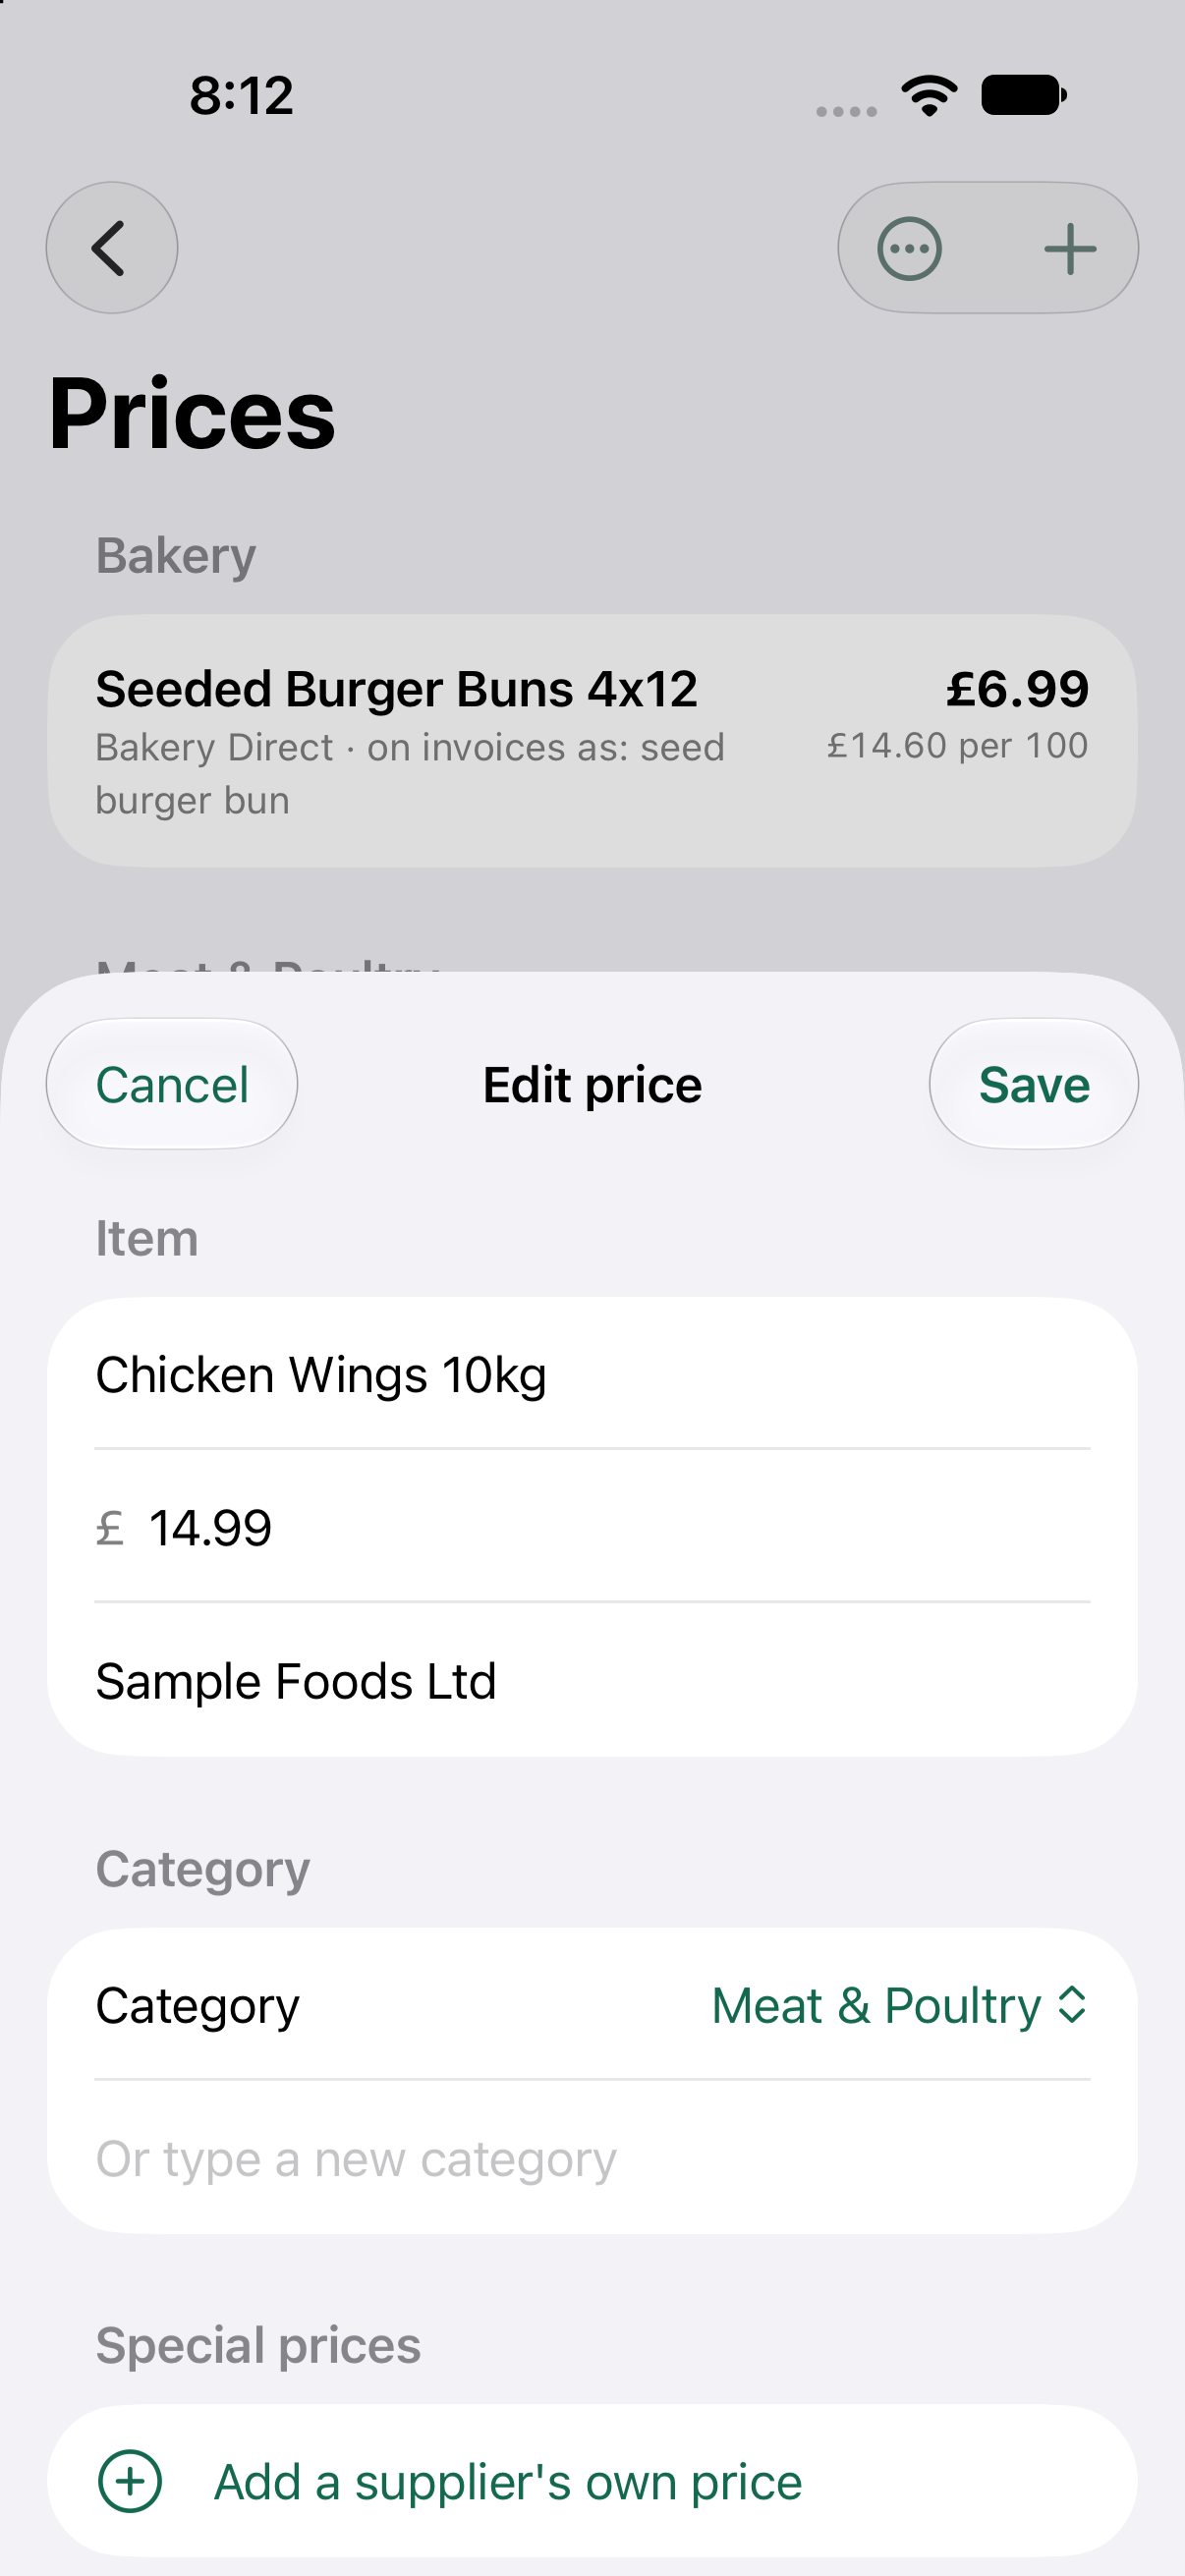 8:12
Prices
Bakery
Seeded Burger Buns 4x12
£6.99
Bakery Direct · on invoices as: seed
£14.60 per 100
burger bun
Meat & Poultry
Cancel
Edit price
Save
Item
Chicken Wings 10kg
£ 14.99
Sample Foods Ltd
Category
Category
Meat & Poultry
Or type a new category
Special prices
Add a supplier's own price